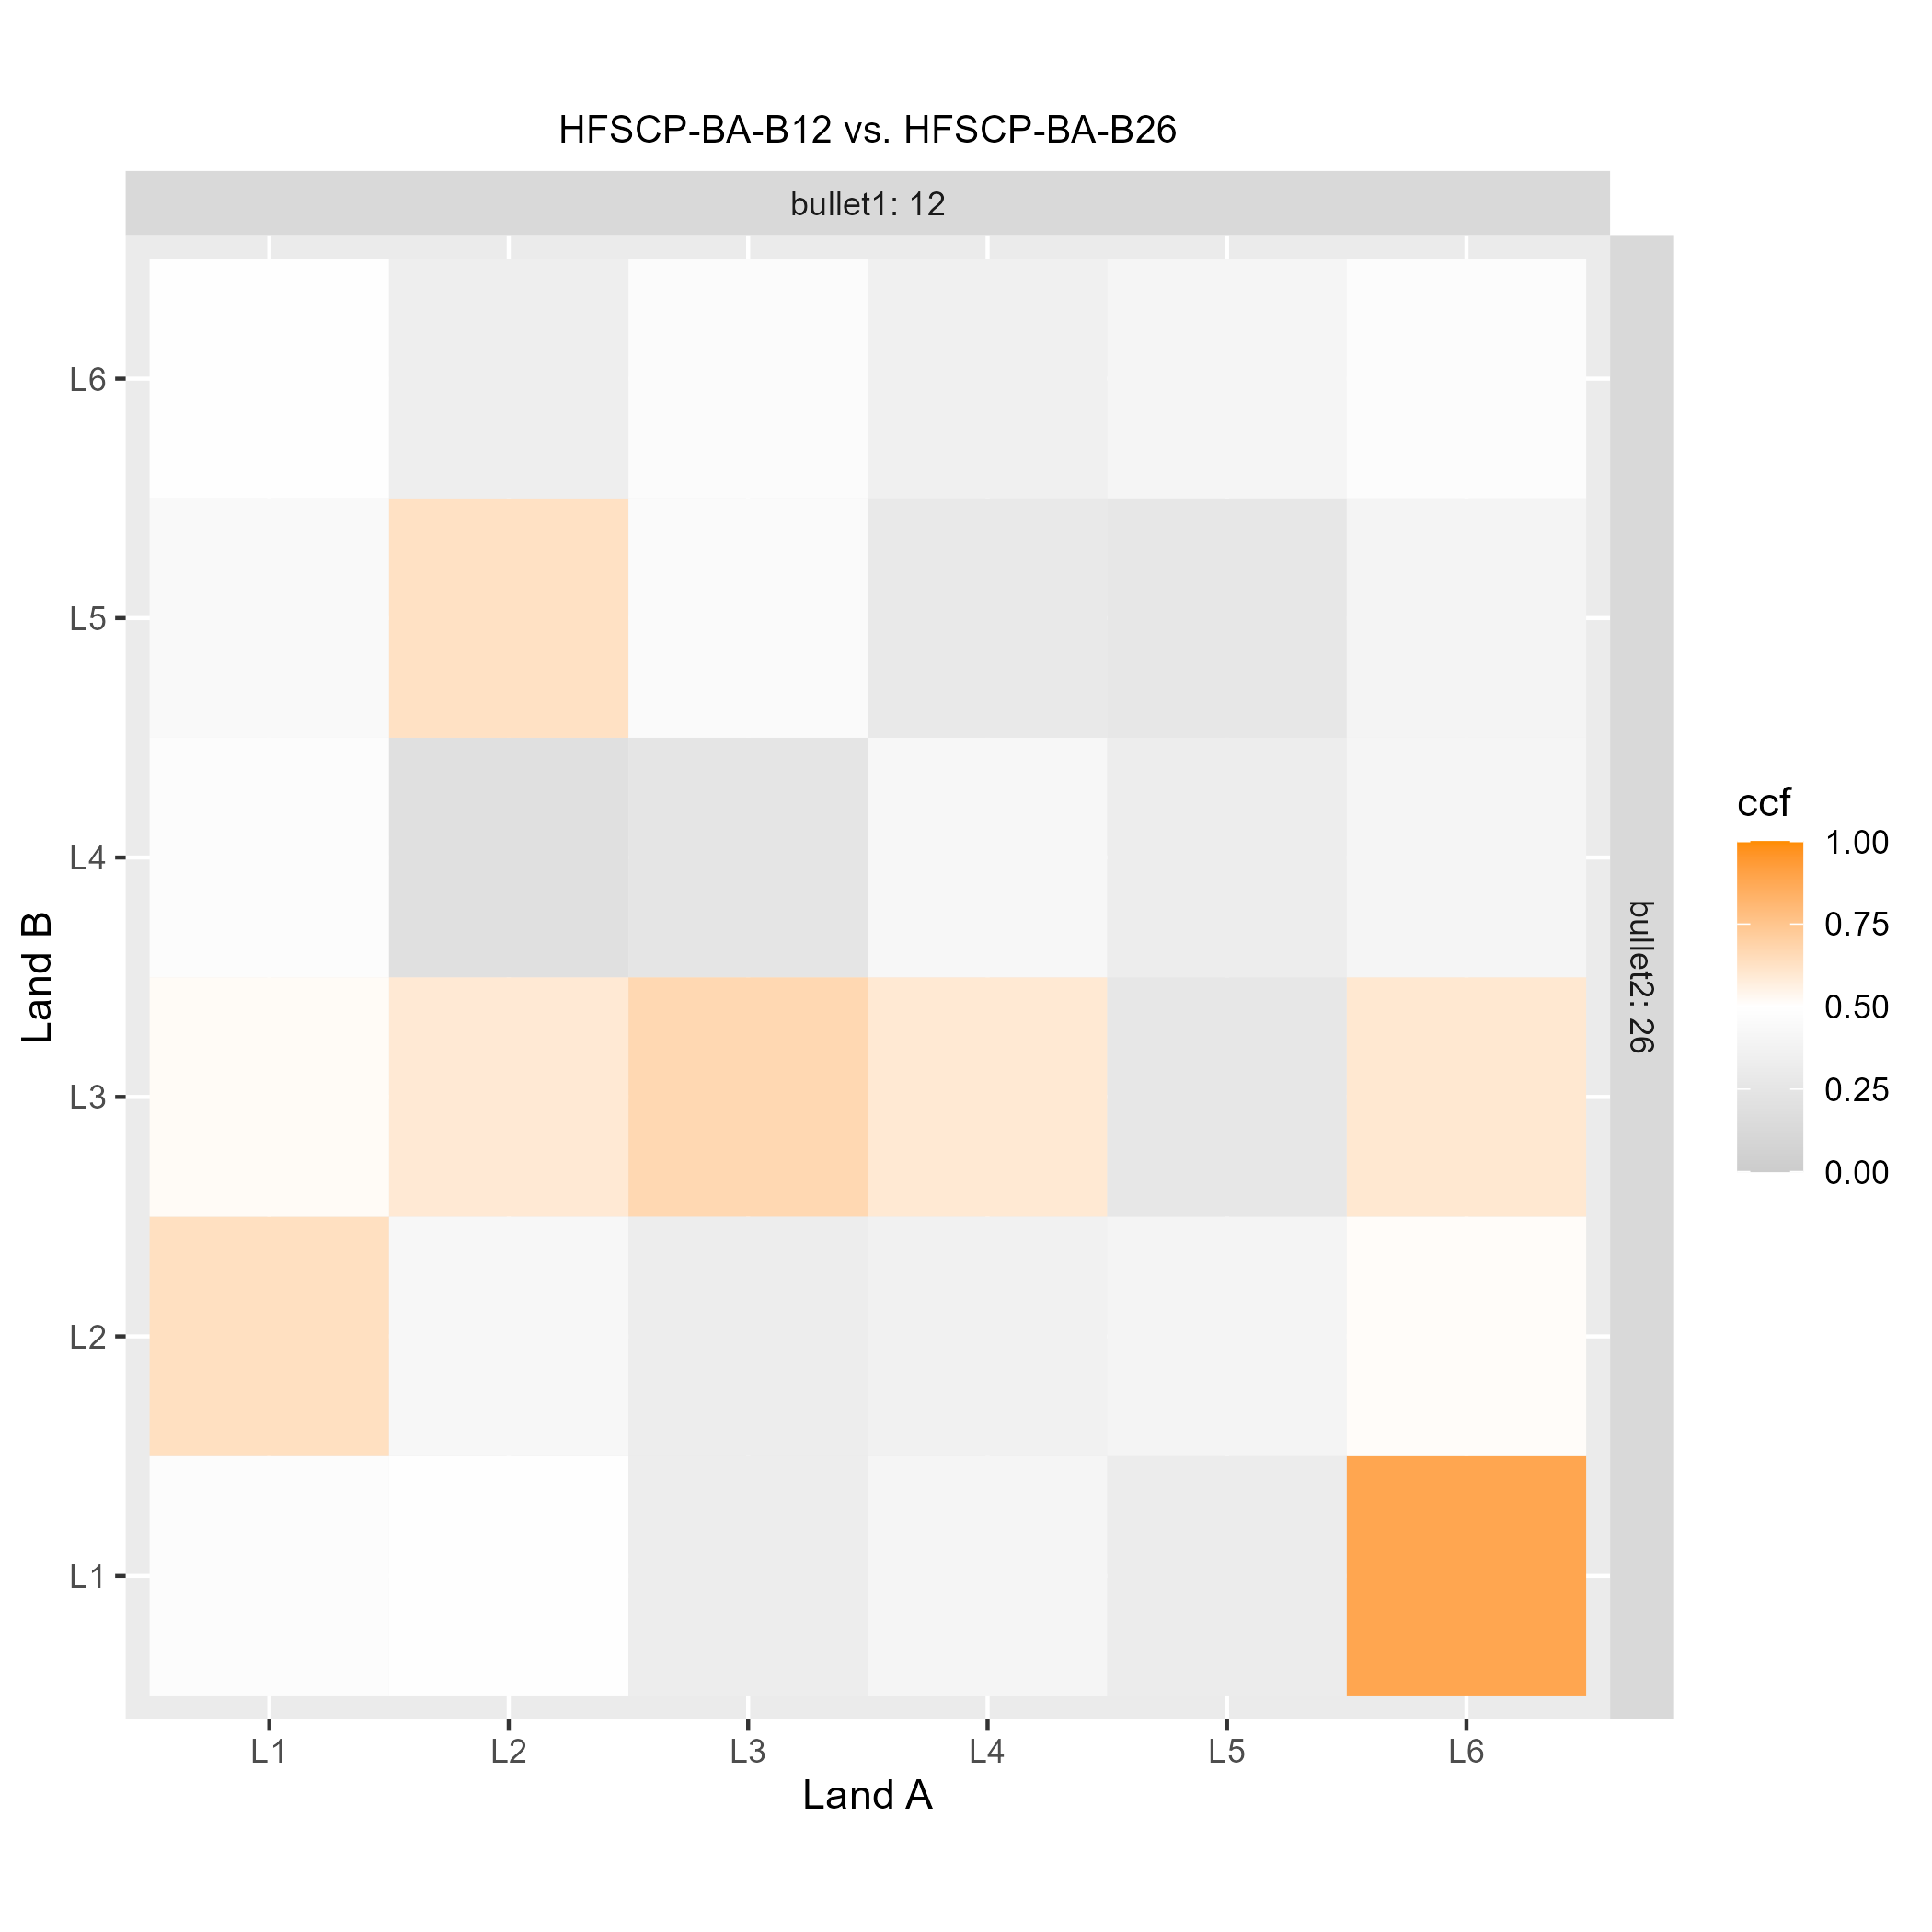 HFSCP-BA-B12 vs. HFSCP-BA-B26
bullet1: 12
L6
L5
L4
L3
L2
L1
Land B
bullet2: 26
L1 L2 L3 L4 L5 L6
Land A
ccf
1.00
0.75
0.50
0.25
0.00